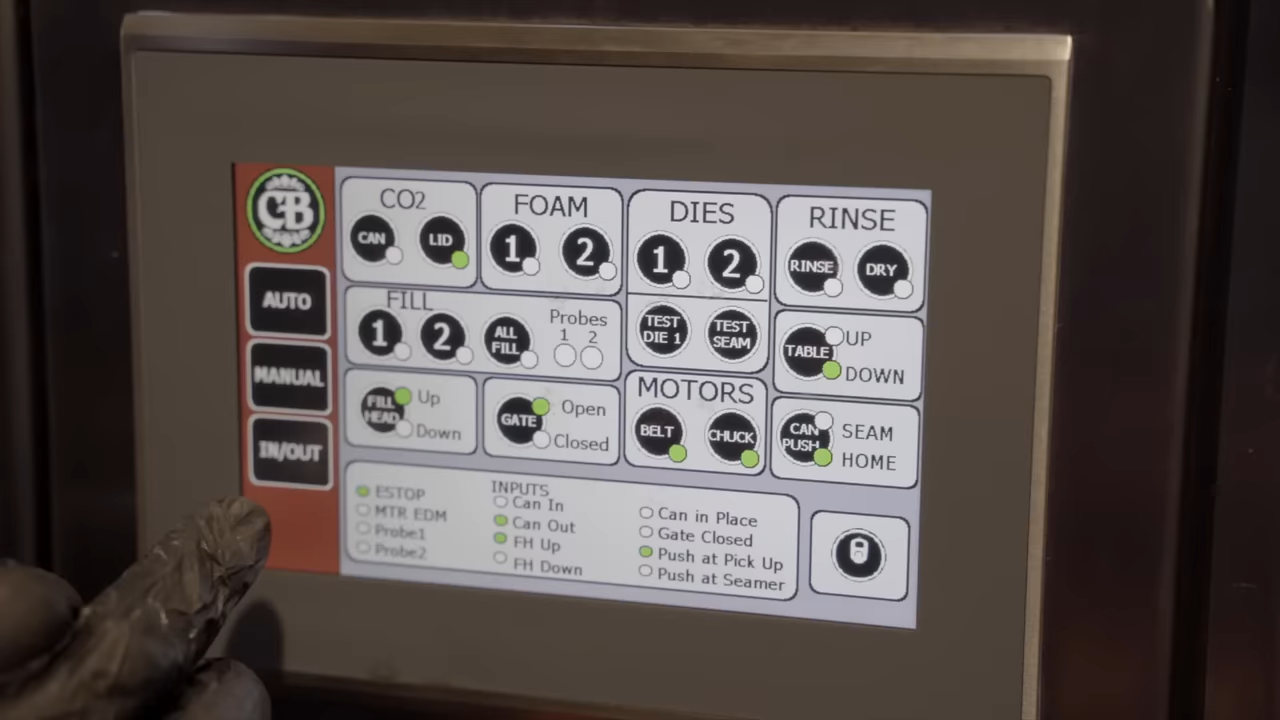 CB
AUTO
MANUAL
IN/OUT
CO2
CAN
LID
FOAM
1
2
DIES
1
2
TEST
DIE 1
TEST
SEAM
RINSE
RINSE
DRY
FILL
1
2
ALL
FILL
Probes
1 2
TABLE
UP
DOWN
FILL
HEAD
Up
Down
GATE
Open
Closed
MOTORS
BELT
CHUCK
CAN
PUSH
SEAM
HOME
INPUTS
ESTOP
MTR EDM
Probe1
Probe2
Can In
Can Out
FH Up
FH Down
Can in Place
Gate Closed
Push at Pick Up
Push at Seamer